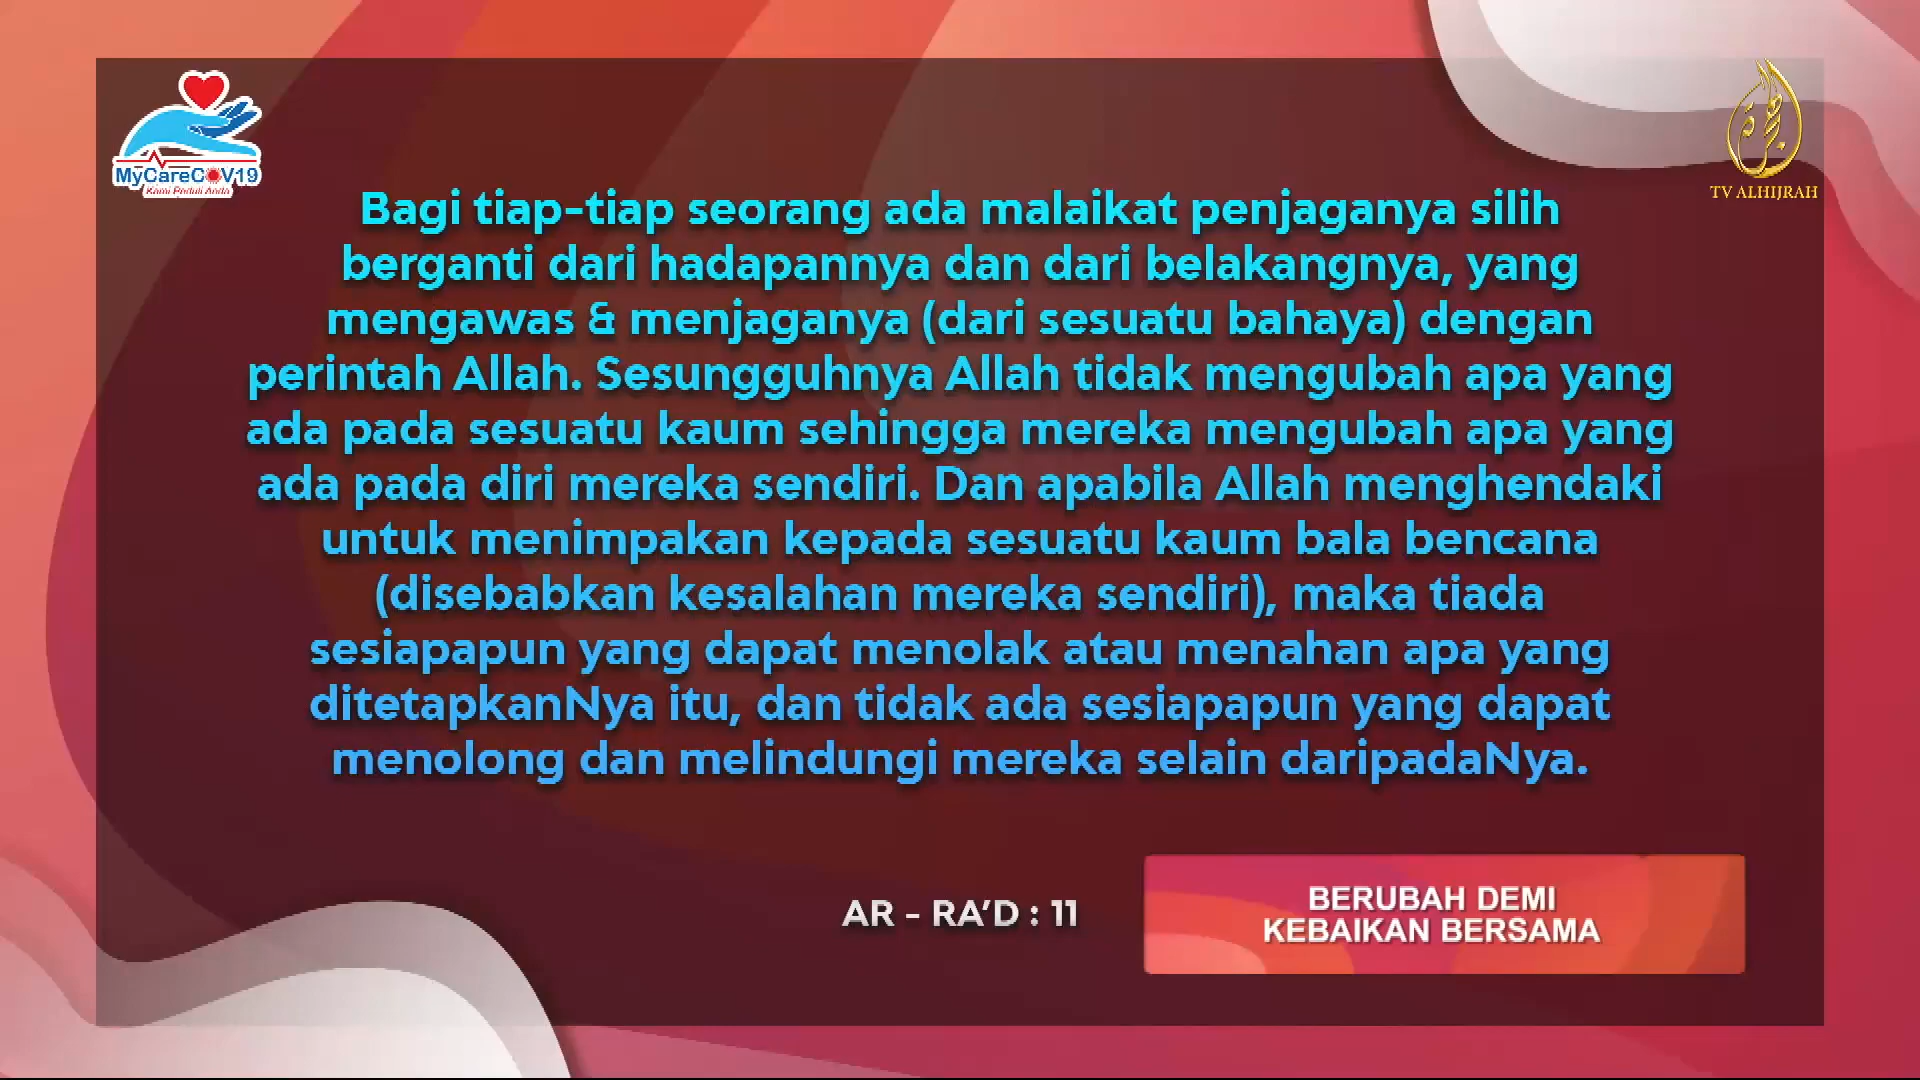 MyCareCOV19
Kami Peduli Anda
TV ALHIJRAH
Bagi tiap-tiap seorang ada malaikat penjaganya silih
berganti dari hadapannya dan dari belakangnya, yang
mengawas & menjaganya (dari sesuatu bahaya) dengan
perintah Allah. Sesungguhnya Allah tidak mengubah apa yang
ada pada sesuatu kaum sehingga mereka mengubah apa yang
ada pada diri mereka sendiri. Dan apabila Allah menghendaki
untuk menimpakan kepada sesuatu kaum bala bencana
(disebabkan kesalahan mereka sendiri), maka tiada
sesiapapun yang dapat menolak atau menahan apa yang
ditetapkanNya itu, dan tidak ada sesiapapun yang dapat
menolong dan melindungi mereka selain daripadaNya.
AR - RA'D : 11
BERUBAH DEMI
KEBAIKAN BERSAMA